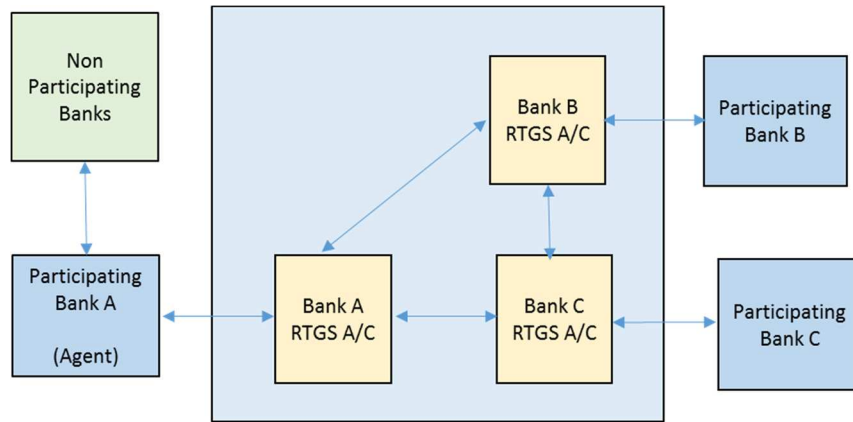 Non
Participating
Banks
Bank B
RTGS A/C
Participating
Bank B
Participating
Bank A
(Agent)
Bank A
RTGS A/C
Bank C
RTGS A/C
Participating
Bank C